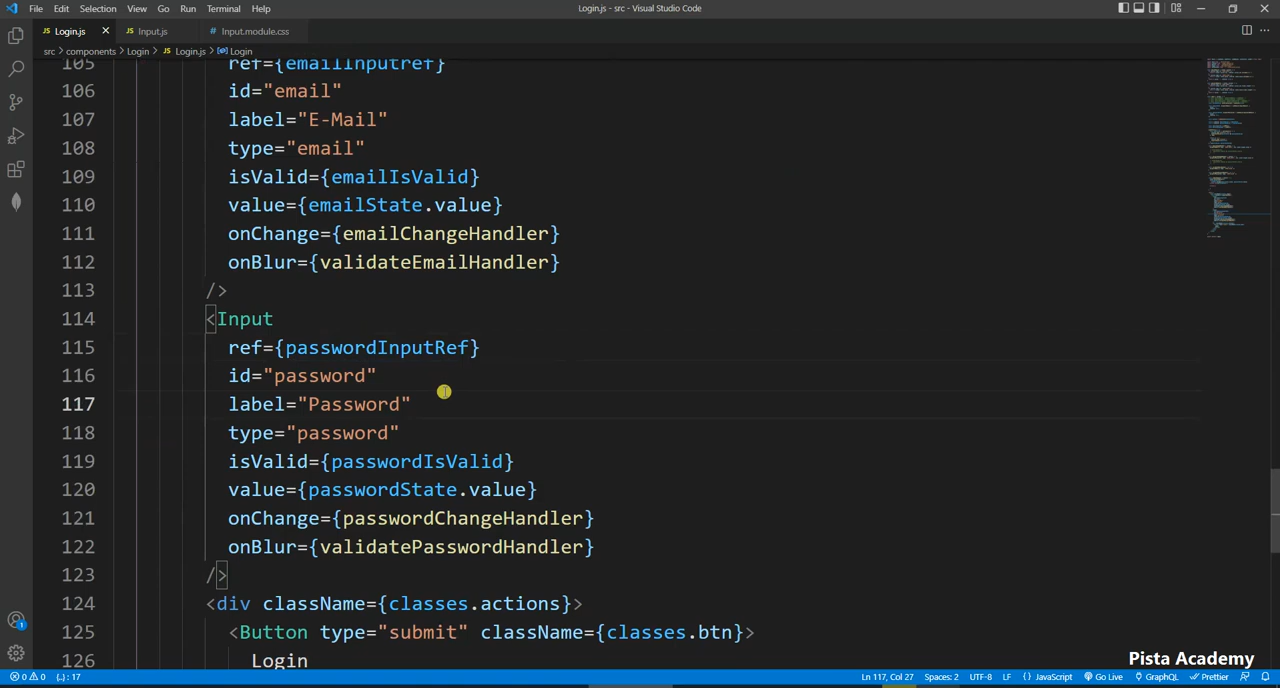 File Edit Selection View Go Run Terminal Help
Login.js - src - Visual Studio Code
Login.js Input.js Input.module.css
src > components > Login > Login.js > Login
105 ref={emailInputref}
106 id="email"
107 label="E-Mail"
108 type="email"
109 isValid={emailIsValid}
110 value={emailState.value}
111 onChange={emailChangeHandler}
112 onBlur={validateEmailHandler}
113 />
114 <Input
115 ref={passwordInputRef}
116 id="password"
117 label="Password"
118 type="password"
119 isValid={passwordIsValid}
120 value={passwordState.value}
121 onChange={passwordChangeHandler}
122 onBlur={validatePasswordHandler}
123 />
124 <div className={classes.actions}>
125 <Button type="submit" className={classes.btn}>
126 Login
Pista Academy
0 0 {..} : 17 Ln 117, Col 27 Spaces: 2 UTF-8 LF {} JavaScript Go Live GraphQL Prettier